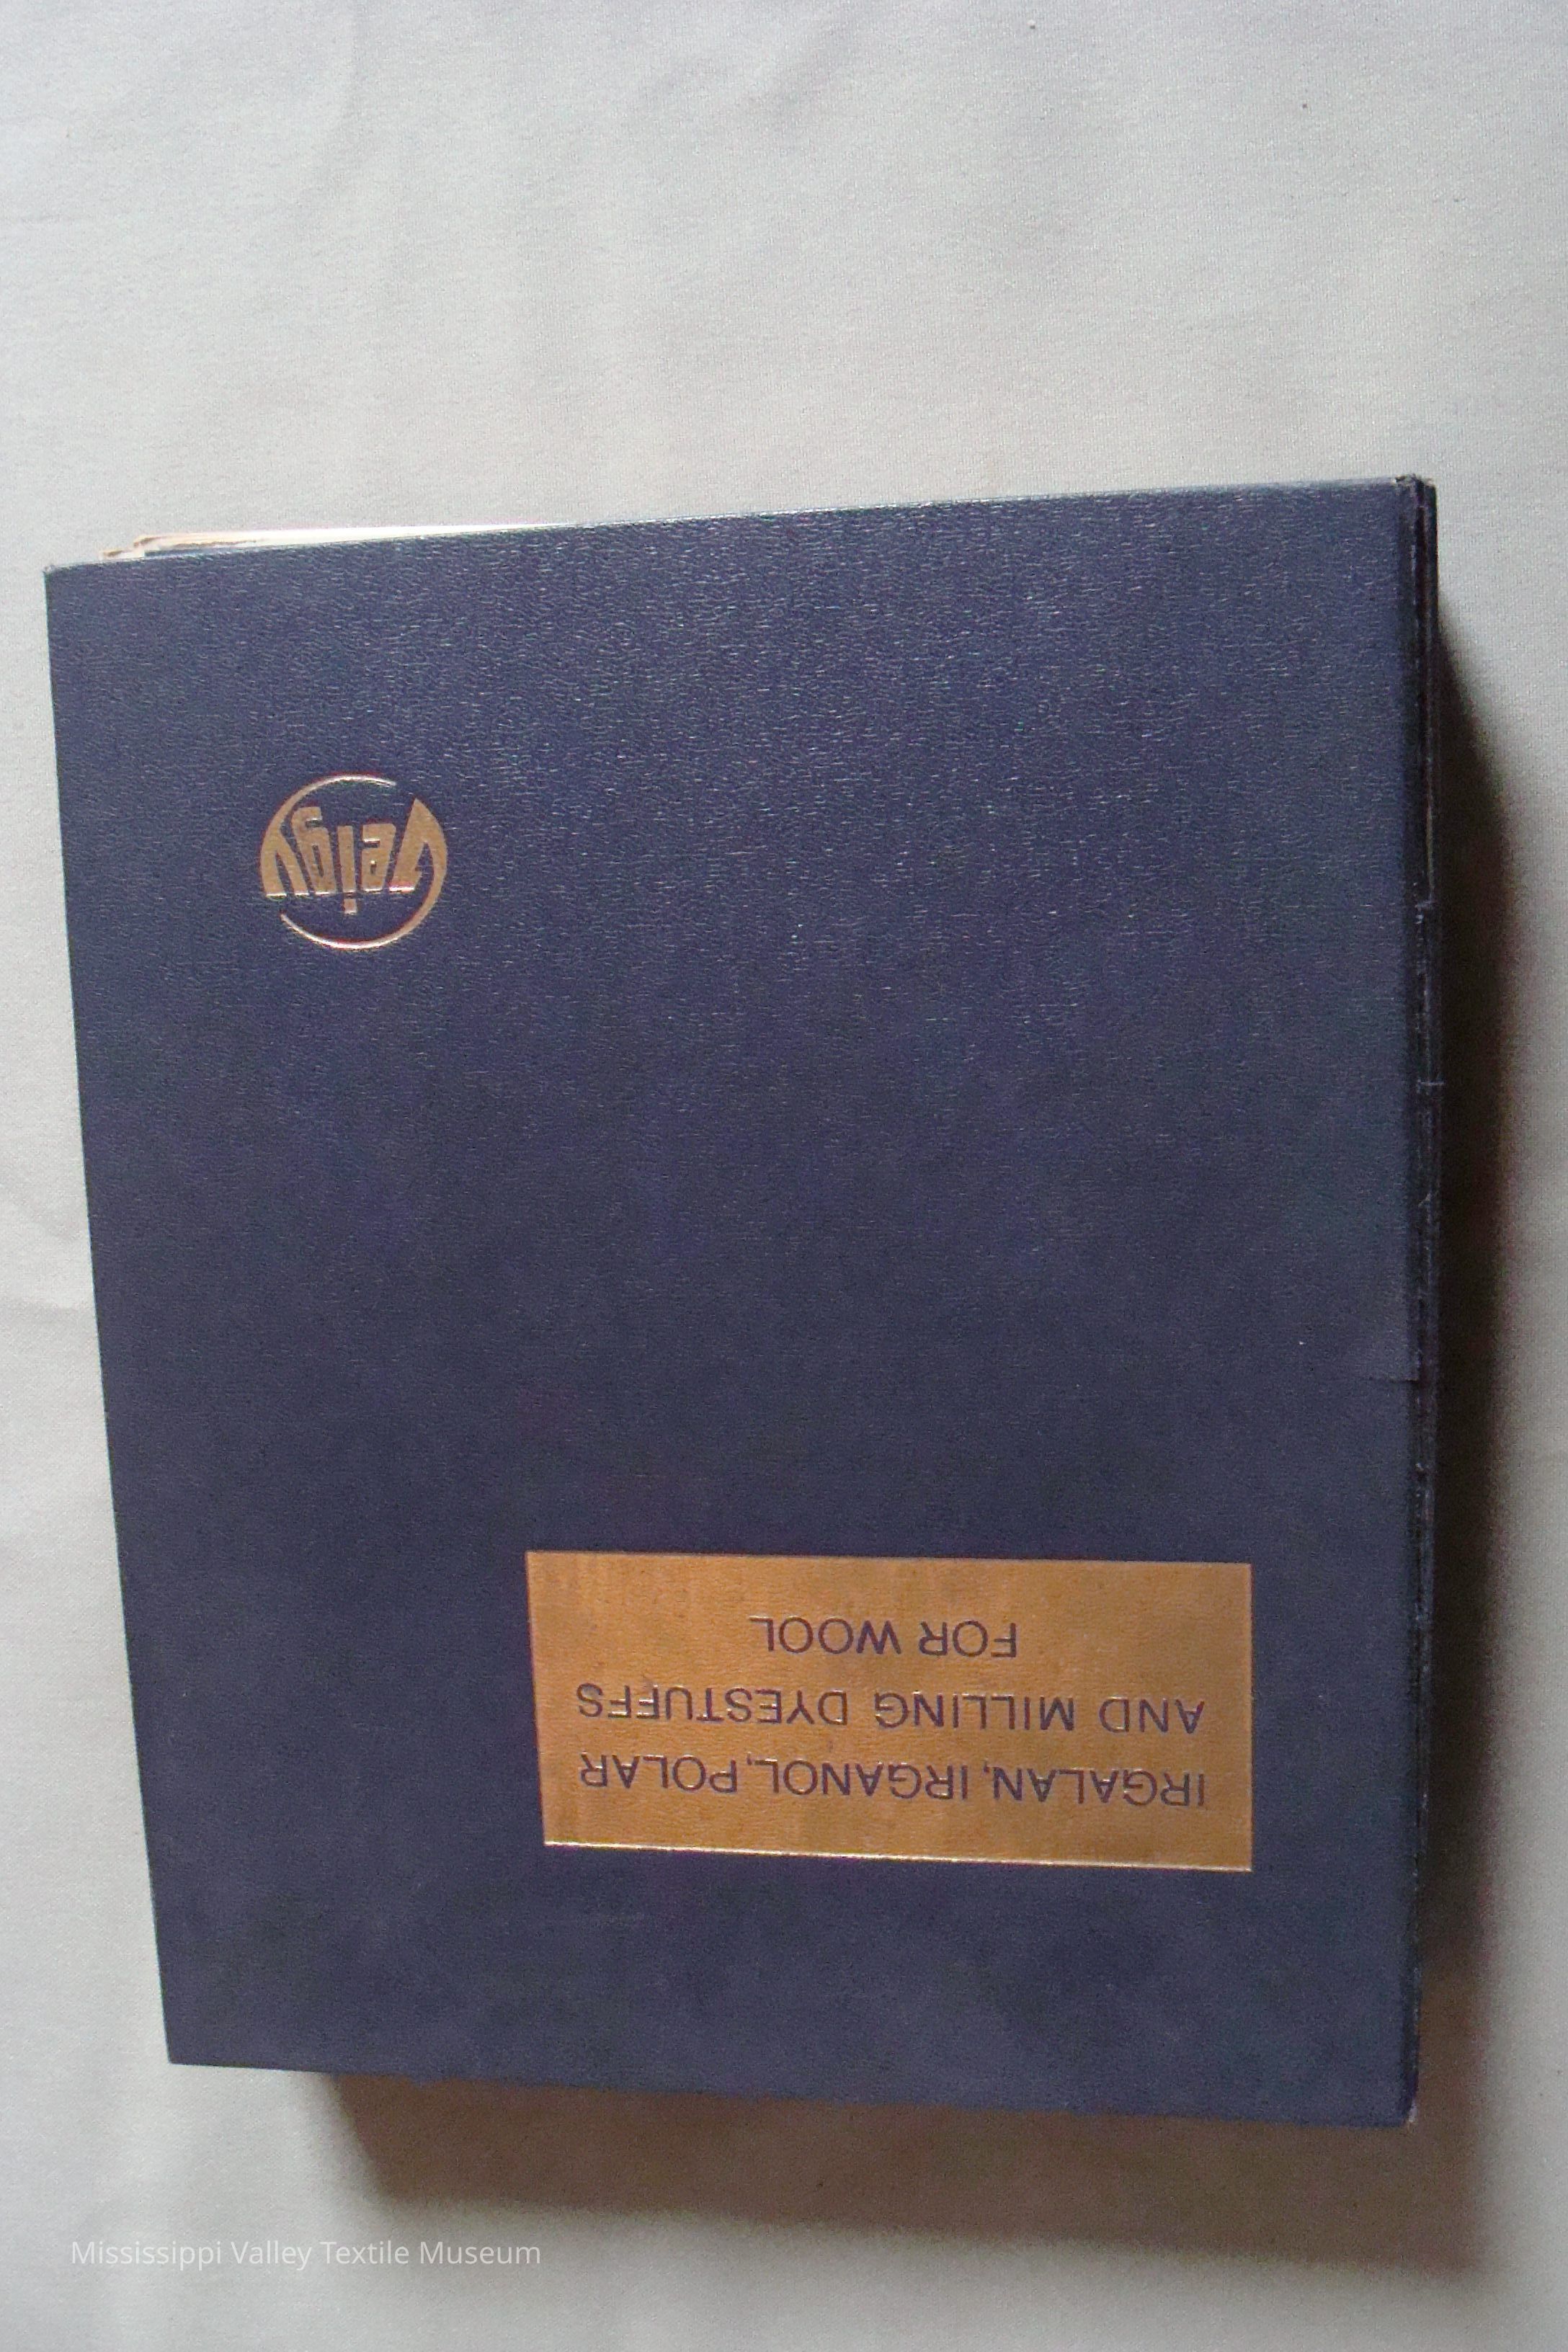 IRGALAN, IRGANOL, POLAR
AND MILLING DYESTUFFS
FOR WOOL
Geigy
Mississippi Valley Textile Museum